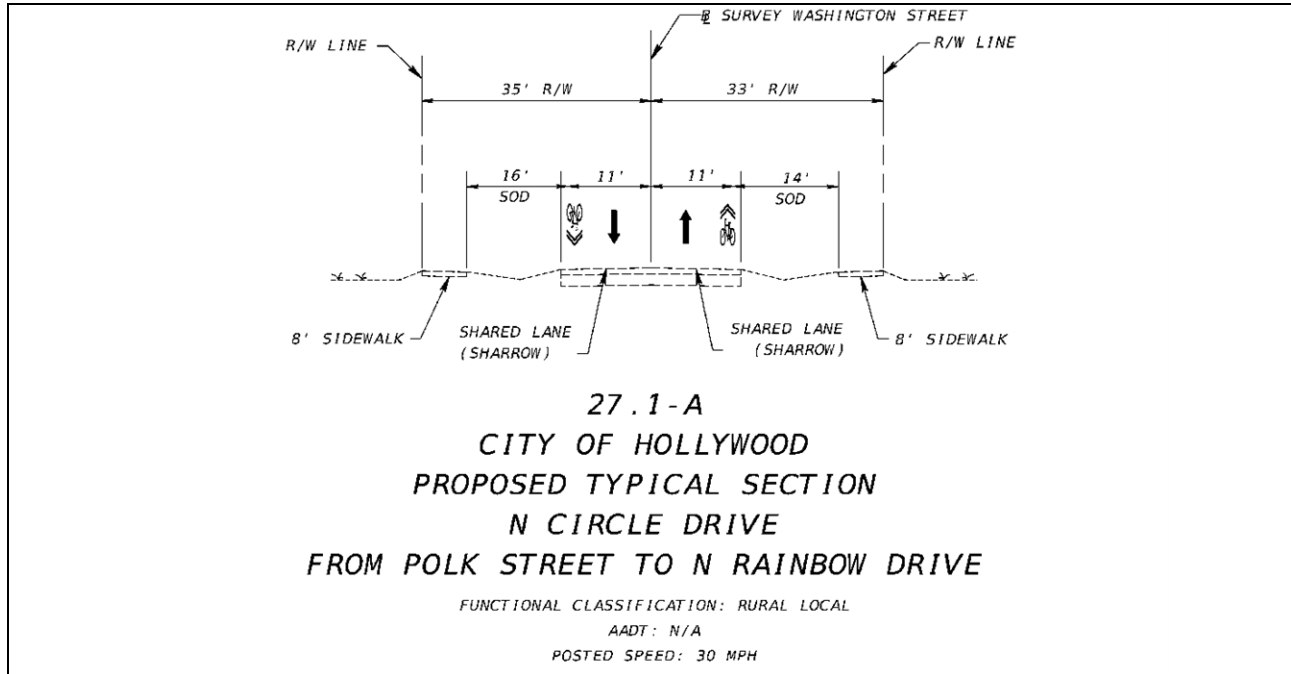 ℄ SURVEY WASHINGTON STREET
R/W LINE
R/W LINE
35' R/W
33' R/W
16'
11'
11'
14'
SOD
SOD
8' SIDEWALK
SHARED LANE
(SHARROW)
SHARED LANE
(SHARROW)
8' SIDEWALK
27.1-A
CITY OF HOLLYWOOD
PROPOSED TYPICAL SECTION
N CIRCLE DRIVE
FROM POLK STREET TO N RAINBOW DRIVE
FUNCTIONAL CLASSIFICATION: RURAL LOCAL
AADT: N/A
POSTED SPEED: 30 MPH